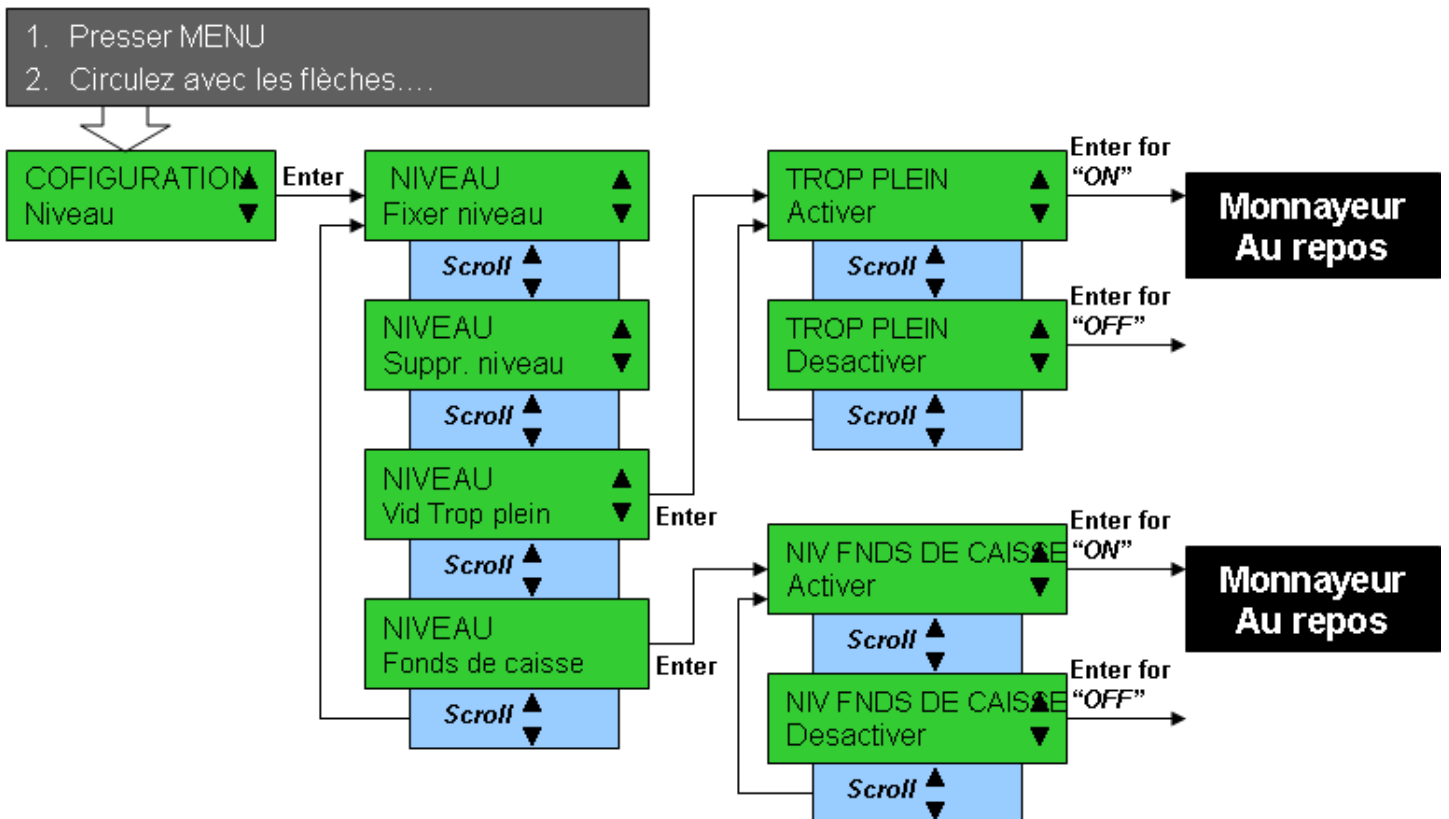 1. Presser MENU
2. Circulez avec les flèches....
COFIGURATION
Niveau
Enter
NIVEAU
Fixer niveau
Scroll
NIVEAU
Suppr. niveau
Scroll
NIVEAU
Vid Trop plein
Enter
Scroll
NIVEAU
Fonds de caisse
Enter
Scroll
TROP PLEIN
Activer
Enter for
“ON”
Monnayeur
Au repos
Scroll
TROP PLEIN
Desactiver
Enter for
“OFF”
Scroll
NIV FNDS DE CAISSE
Activer
Enter for
“ON”
Monnayeur
Au repos
Scroll
NIV FNDS DE CAISSE
Desactiver
Enter for
“OFF”
Scroll